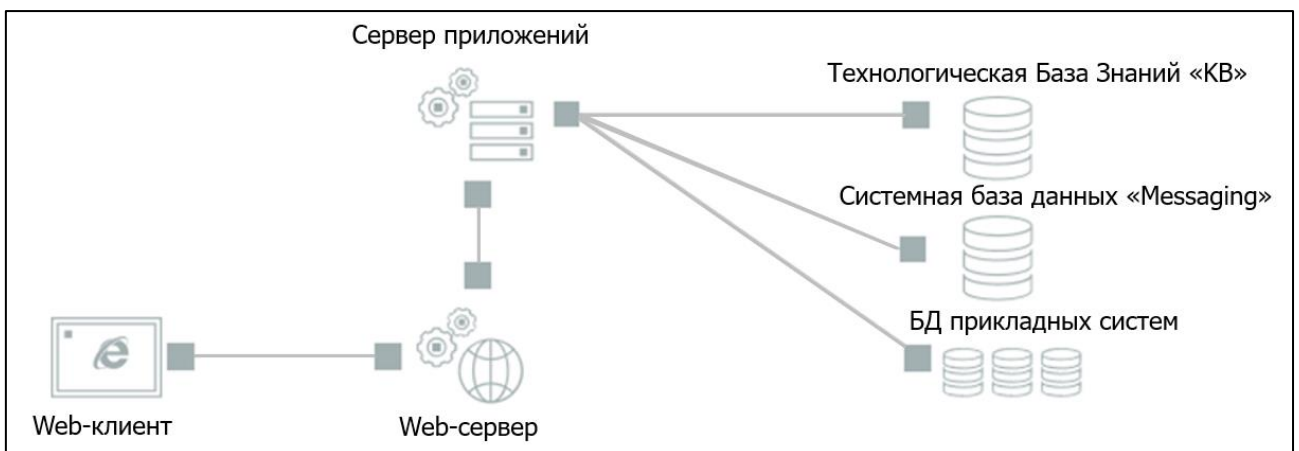 Сервер приложений
Технологическая База Знаний «KB»
Системная база данных «Messaging»
БД прикладных систем
Web-клиент
Web-сервер